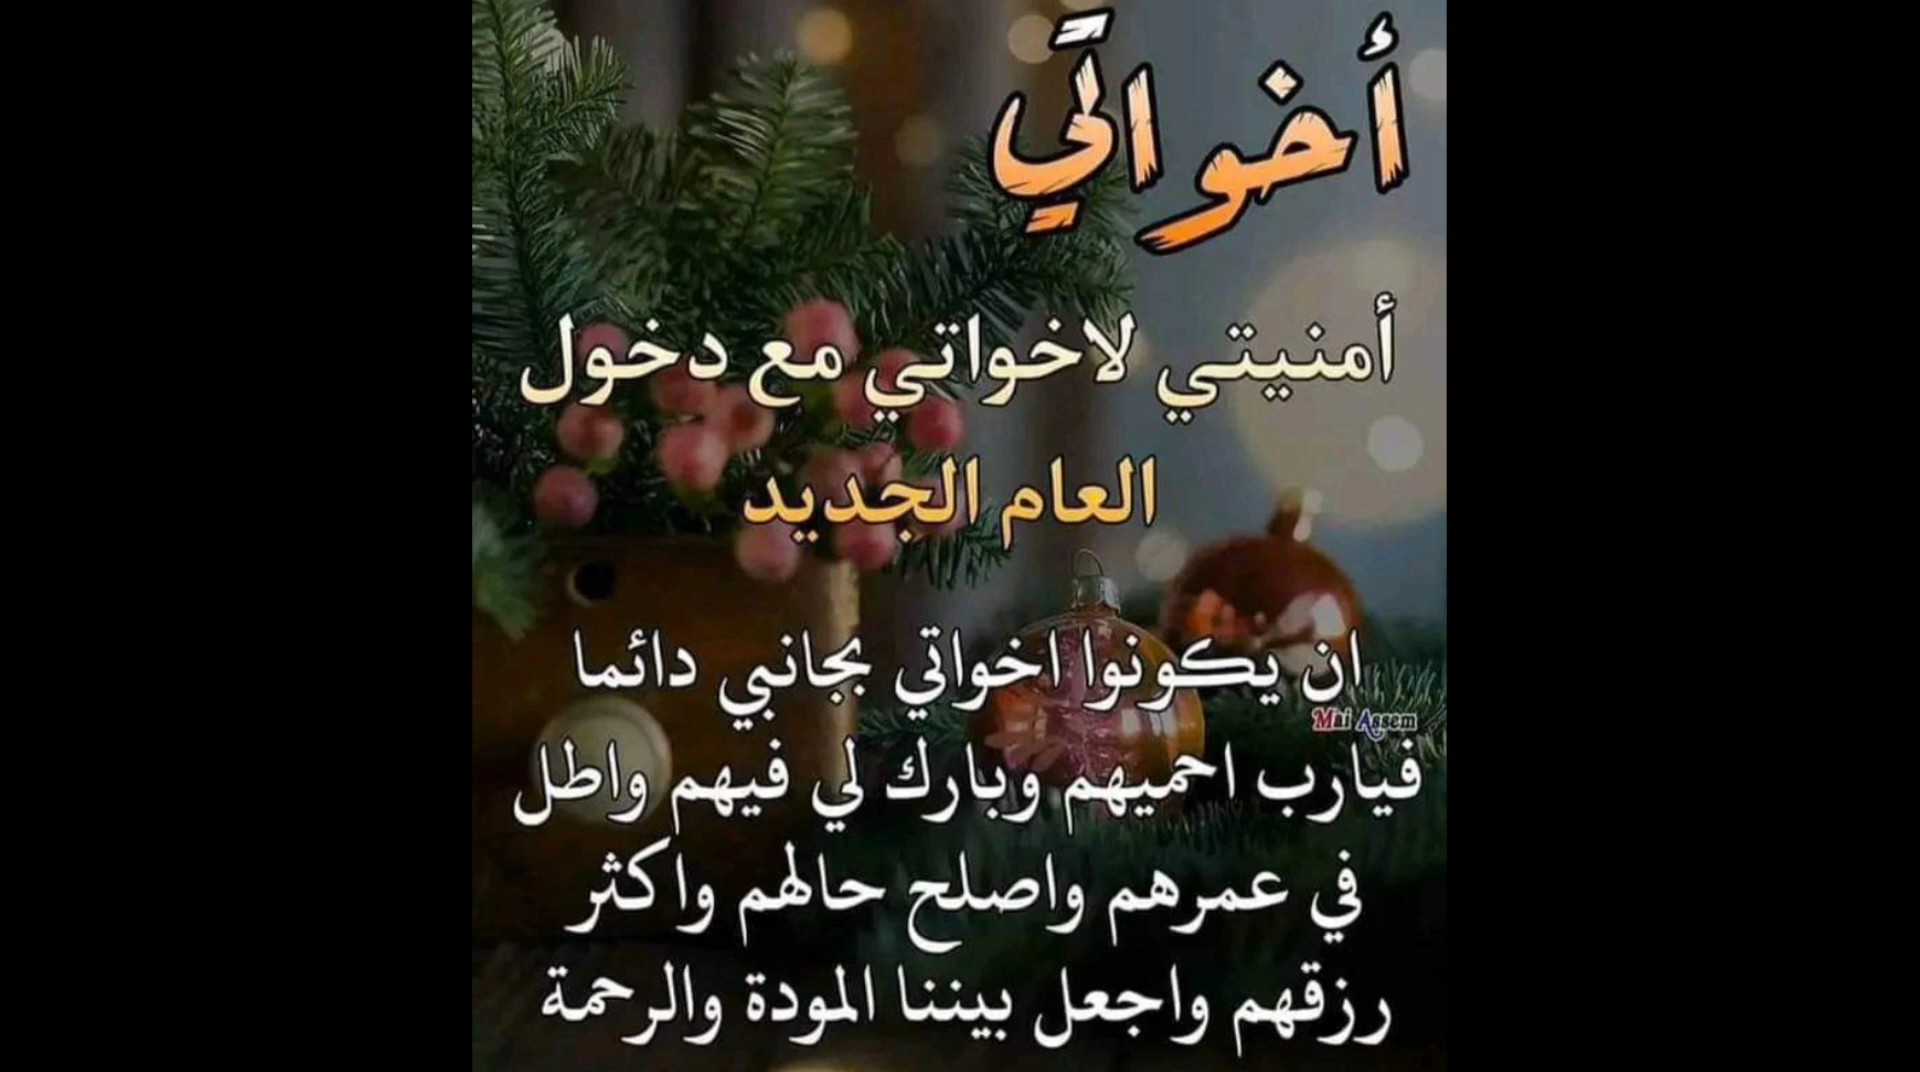 أخواتي
أمنيتي لاخواتي مع دخول
العام الجديد
ان يكونوا اخواتي بجانبي دائما
Mai Assem
فيارب احميهم وبارك لي فيهم واطل
في عمرهم واصلح حالهم واكثر
رزقهم واجعل بيننا المودة والرحمة